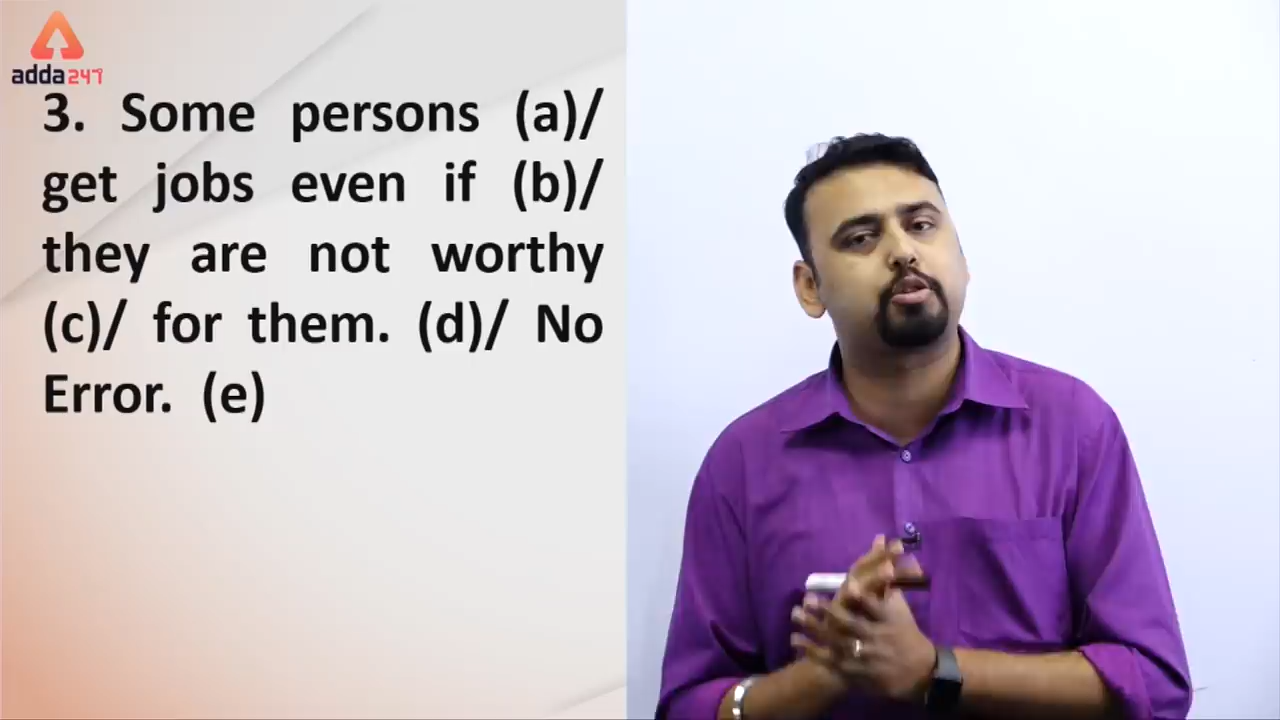 adda247
3. Some persons (a)/
get jobs even if (b)/
they are not worthy
(c)/ for them. (d)/ No
Error. (e)